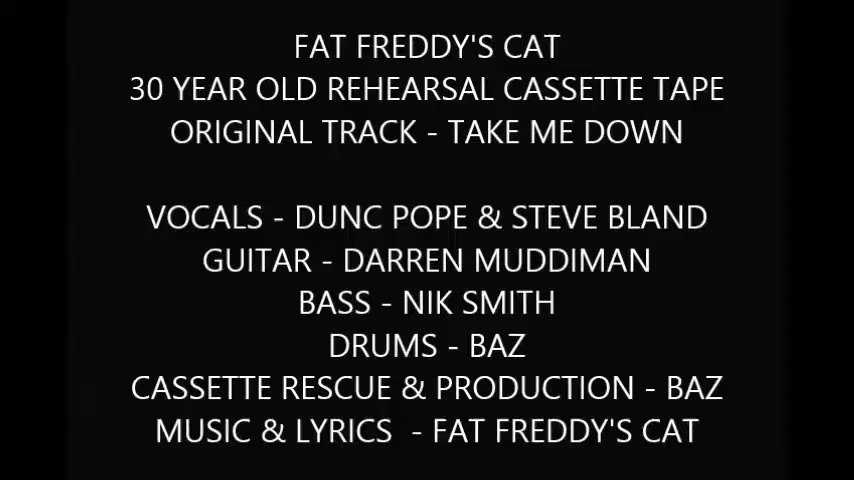 FAT FREDDY'S CAT
30 YEAR OLD REHEARSAL CASSETTE TAPE
ORIGINAL TRACK - TAKE ME DOWN
VOCALS - DUNC POPE & STEVE BLAND
GUITAR - DARREN MUDDIMAN
BASS - NIK SMITH
DRUMS - BAZ
CASSETTE RESCUE & PRODUCTION - BAZ
MUSIC & LYRICS  - FAT FREDDY'S CAT